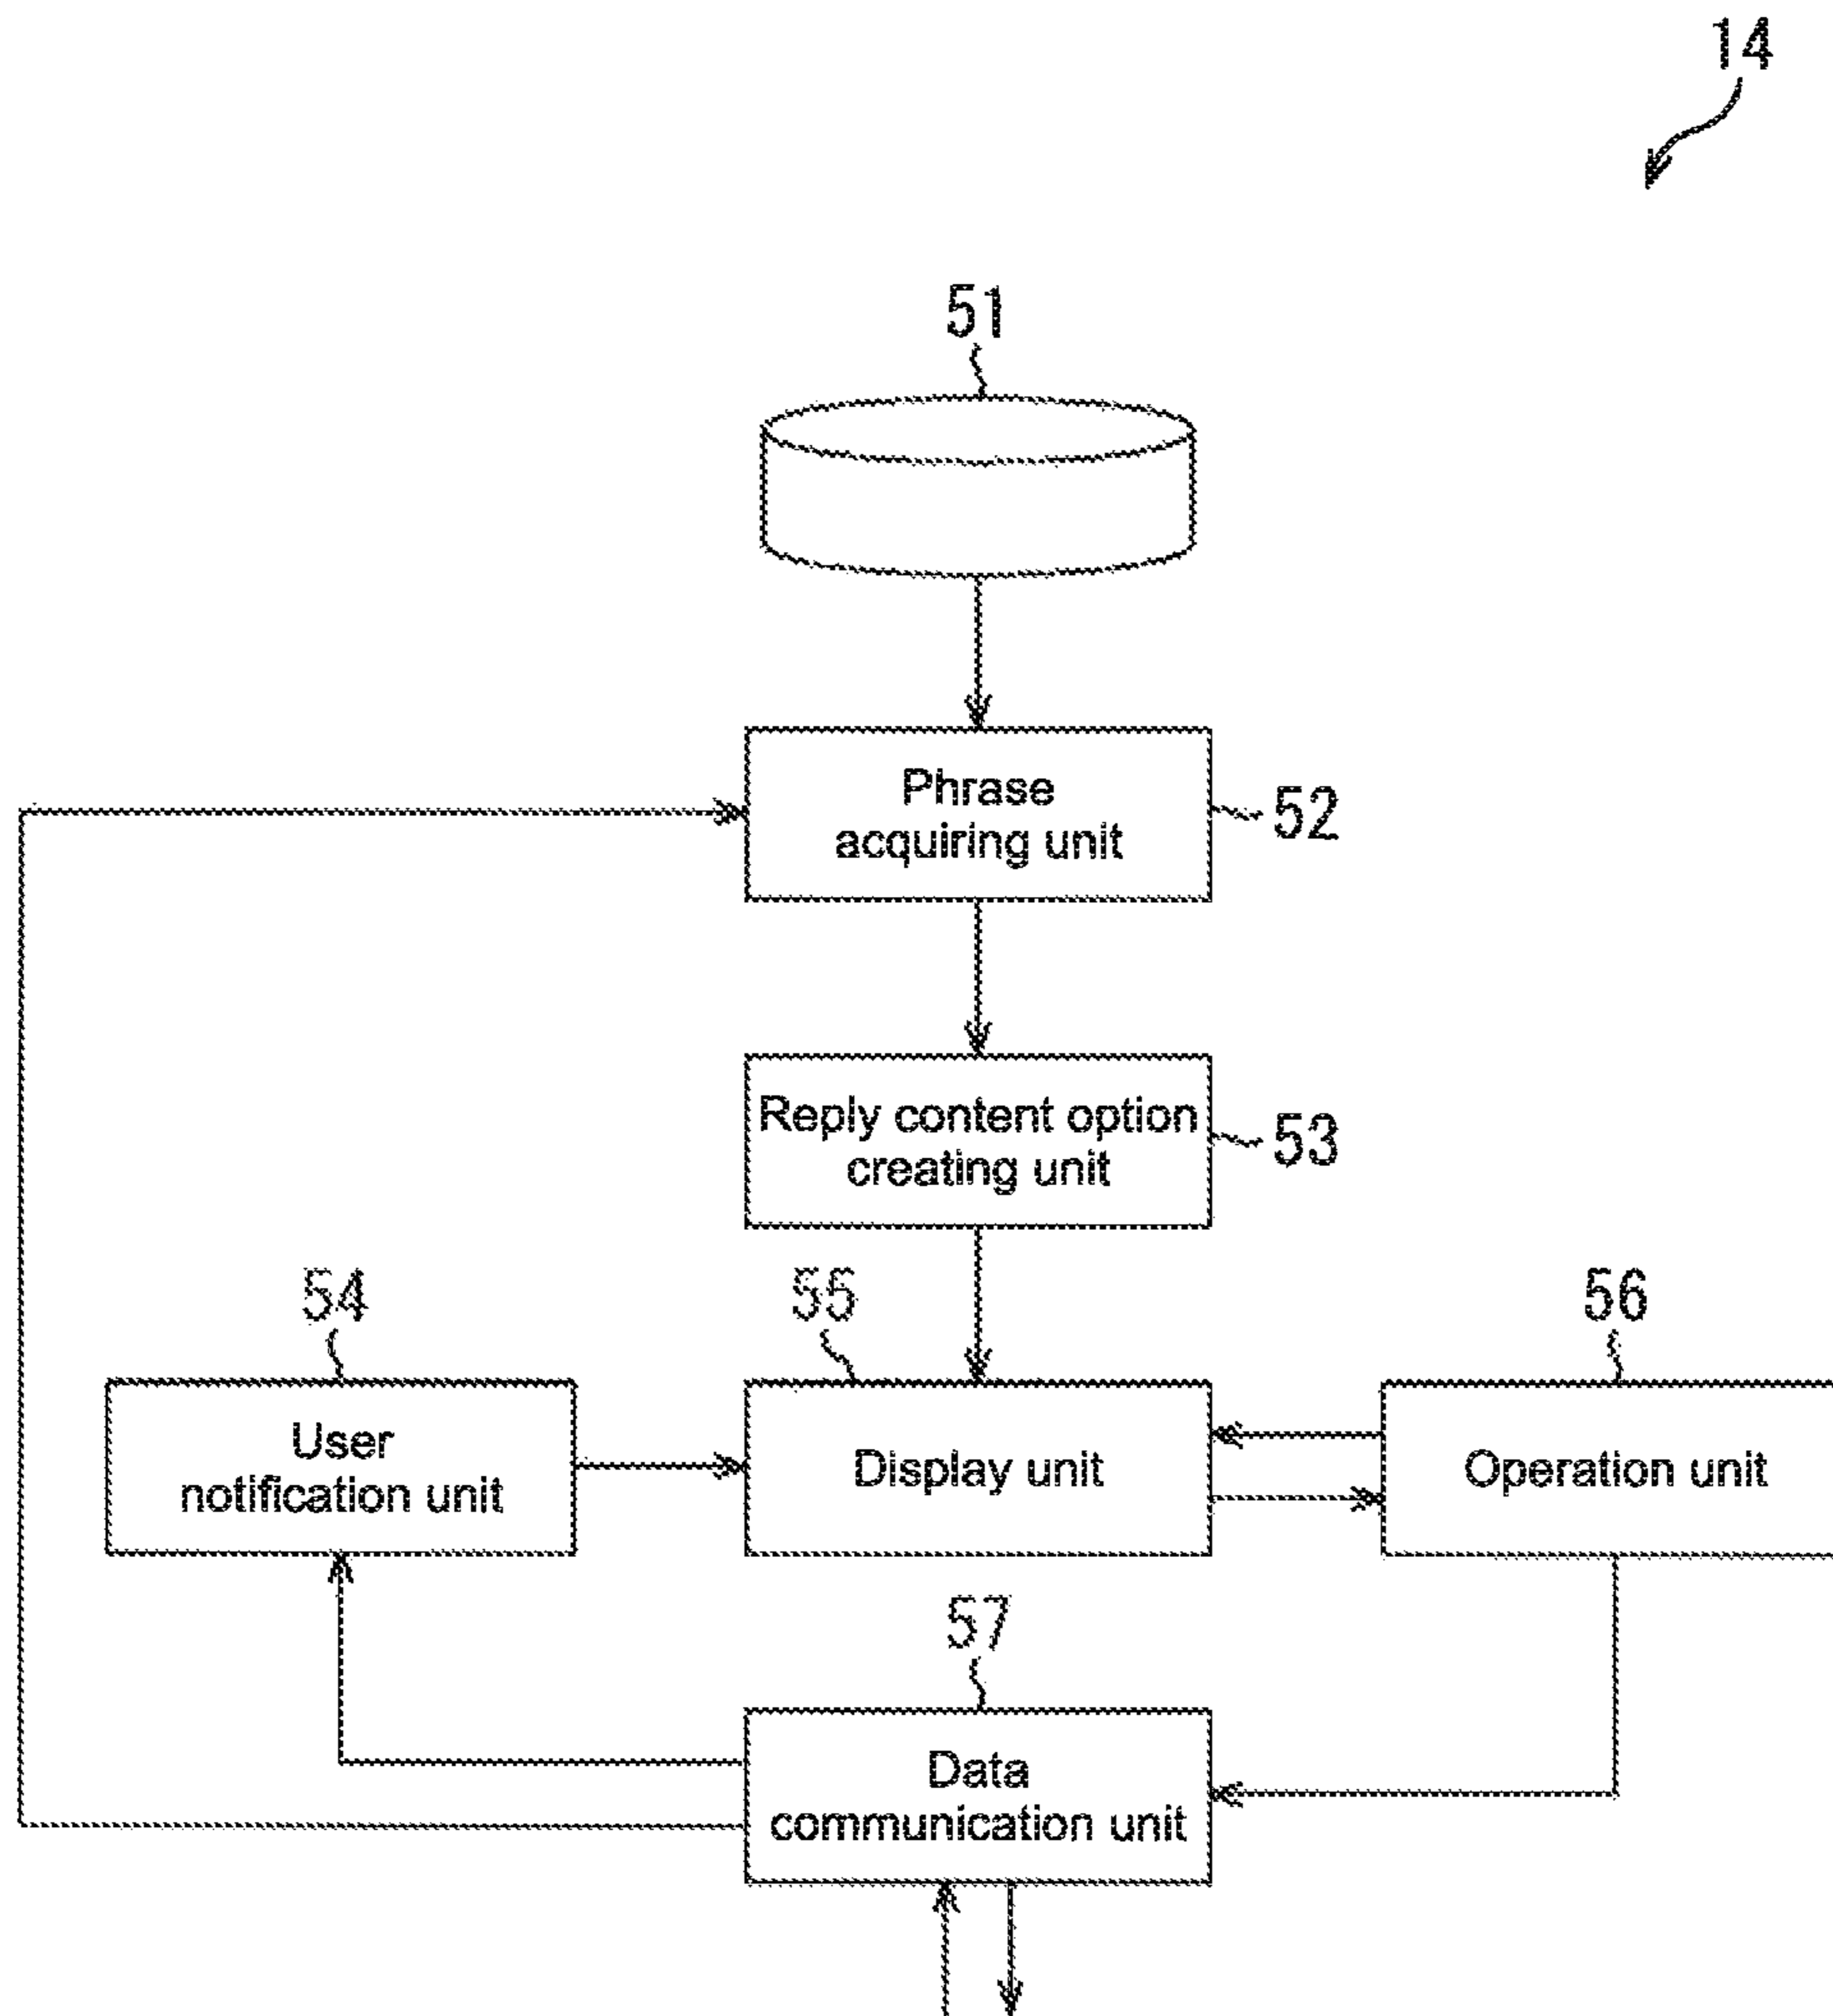 14
51
Phrase
acquiring unit
52
Reply content option
creating unit
53
54
55
56
User
notification unit
Display unit
Operation unit
57
Data
communication unit